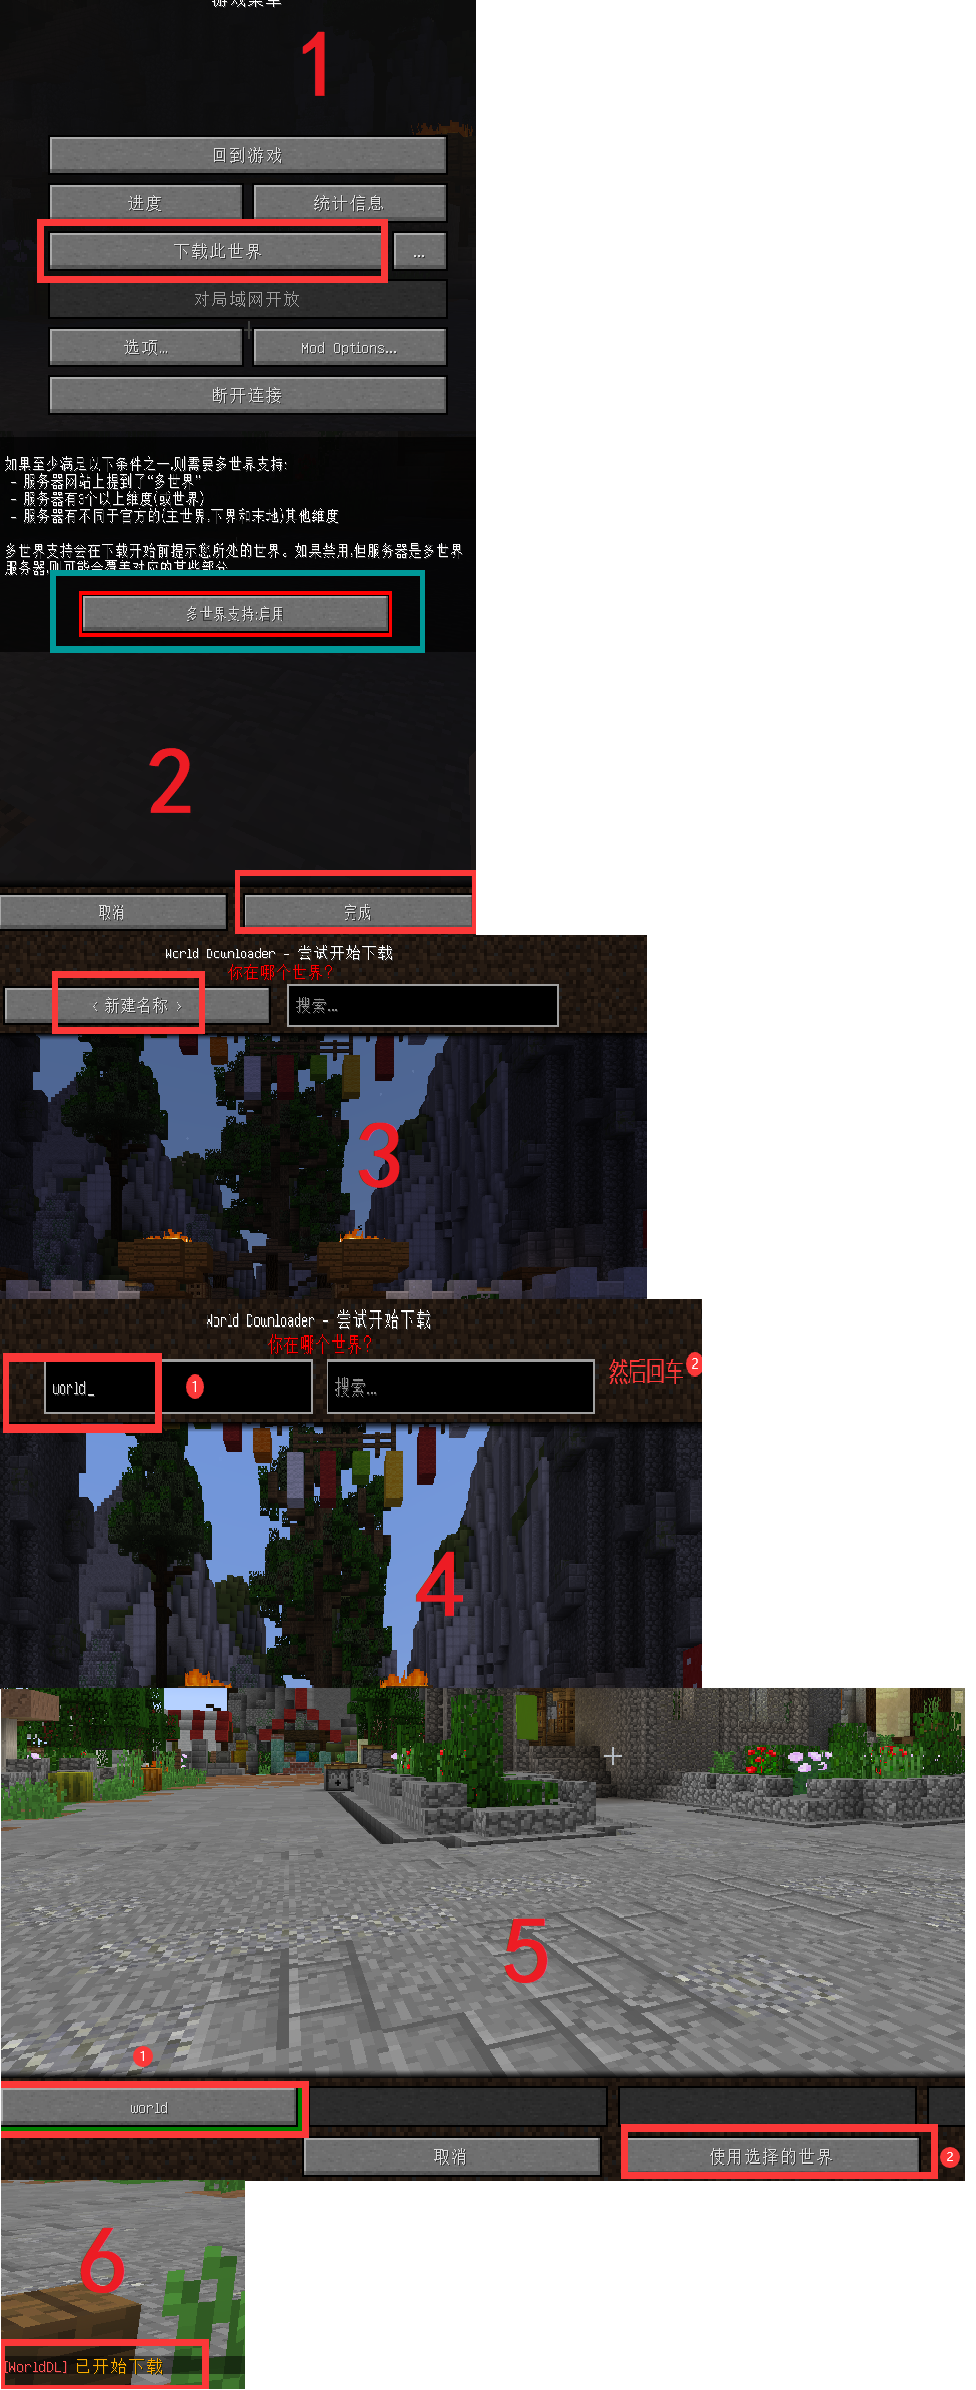 游戏菜单
1
回到游戏
进度
统计信息
下载此世界
...
对局域网开放
选项...
Mod Options...
断开连接
如果至少满足以下条件之一,则需要多世界支持:
- 服务器网站上提到了“多世界”
- 服务器有3个以上维度(或世界)
- 服务器有不同于官方的(主世界,下界和末地)其他维度
多世界支持会在下载开始前提示您所处的世界。如果禁用,但服务器是多世界
服务器,则可能会覆盖对应的某些部分
多世界支持:启用
2
取消
完成
World Downloader - 尝试开始下载
你在哪个世界?
< 新建名称 >
搜索...
3
World Downloader - 尝试开始下载
你在哪个世界?
world_
1
搜索...
然后回车
2
4
5
1
world
取消
使用选择的世界
2
6
[WorldDL] 已开始下载